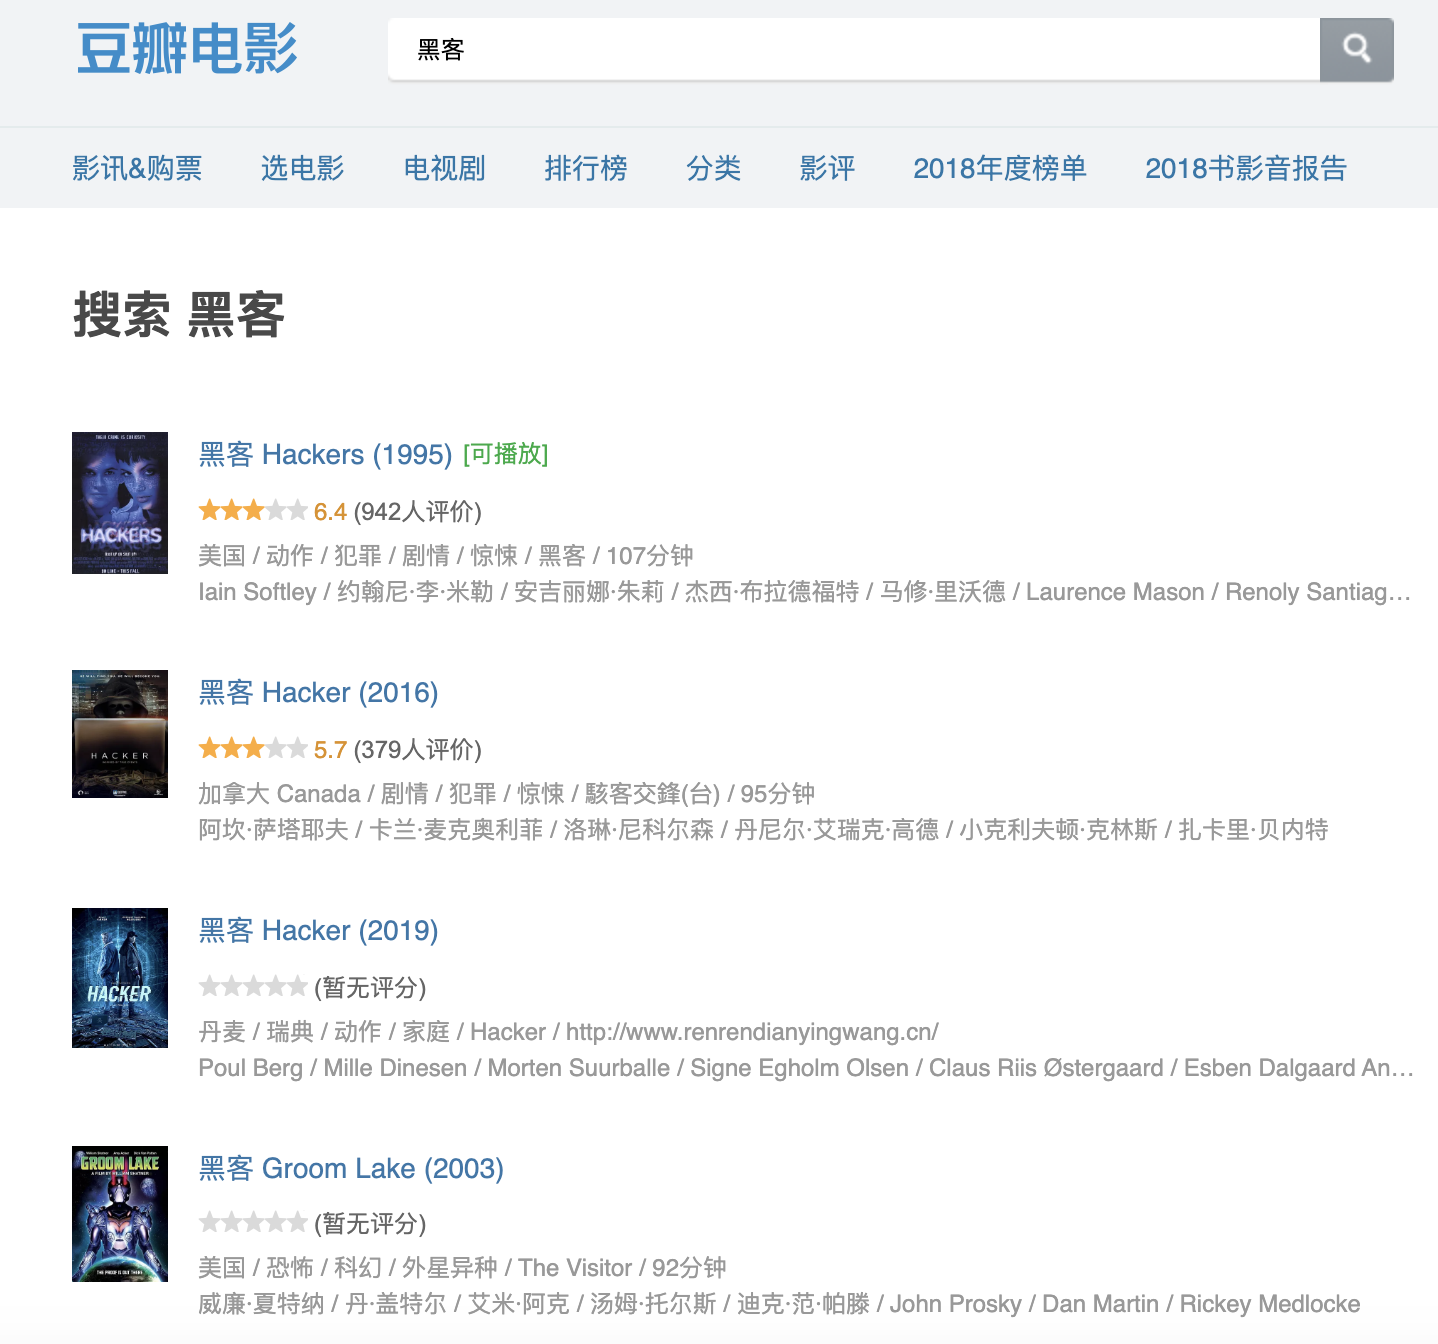 豆瓣电影
黑客
影讯&购票 选电影 电视剧 排行榜 分类 影评 2018年度榜单 2018书影音报告
搜索 黑客
HACKERS
黑客 Hackers (1995) [可播放]
6.4 (942人评价)
美国 / 动作 / 犯罪 / 剧情 / 惊悚 / 黑客 / 107分钟
Iain Softley / 约翰尼·李·米勒 / 安吉丽娜·朱莉 / 杰西·布拉德福特 / 马修·里沃德 / Laurence Mason / Renoly Santiag...
HACKER
黑客 Hacker (2016)
5.7 (379人评价)
加拿大 Canada / 剧情 / 犯罪 / 惊悚 / 駭客交鋒(台) / 95分钟
阿坎·萨塔耶夫 / 卡兰·麦克奥利菲 / 洛琳·尼科尔森 / 丹尼尔·艾瑞克·高德 / 小克利夫顿·克林斯 / 扎卡里·贝内特
HACKER
黑客 Hacker (2019)
(暂无评分)
丹麦 / 瑞典 / 动作 / 家庭 / Hacker / http://www.renrendianyingwang.cn/
Poul Berg / Mille Dinesen / Morten Suurballe / Signe Egholm Olsen / Claus Riis Østergaard / Esben Dalgaard An...
GROOM LAKE
A FILM BY WILLIAM SHATNER
THE PROOF IS OUT THERE
黑客 Groom Lake (2003)
(暂无评分)
美国 / 恐怖 / 科幻 / 外星异种 / The Visitor / 92分钟
威廉·夏特纳 / 丹·盖特尔 / 艾米·阿克 / 汤姆·托尔斯 / 迪克·范·帕滕 / John Prosky / Dan Martin / Rickey Medlocke